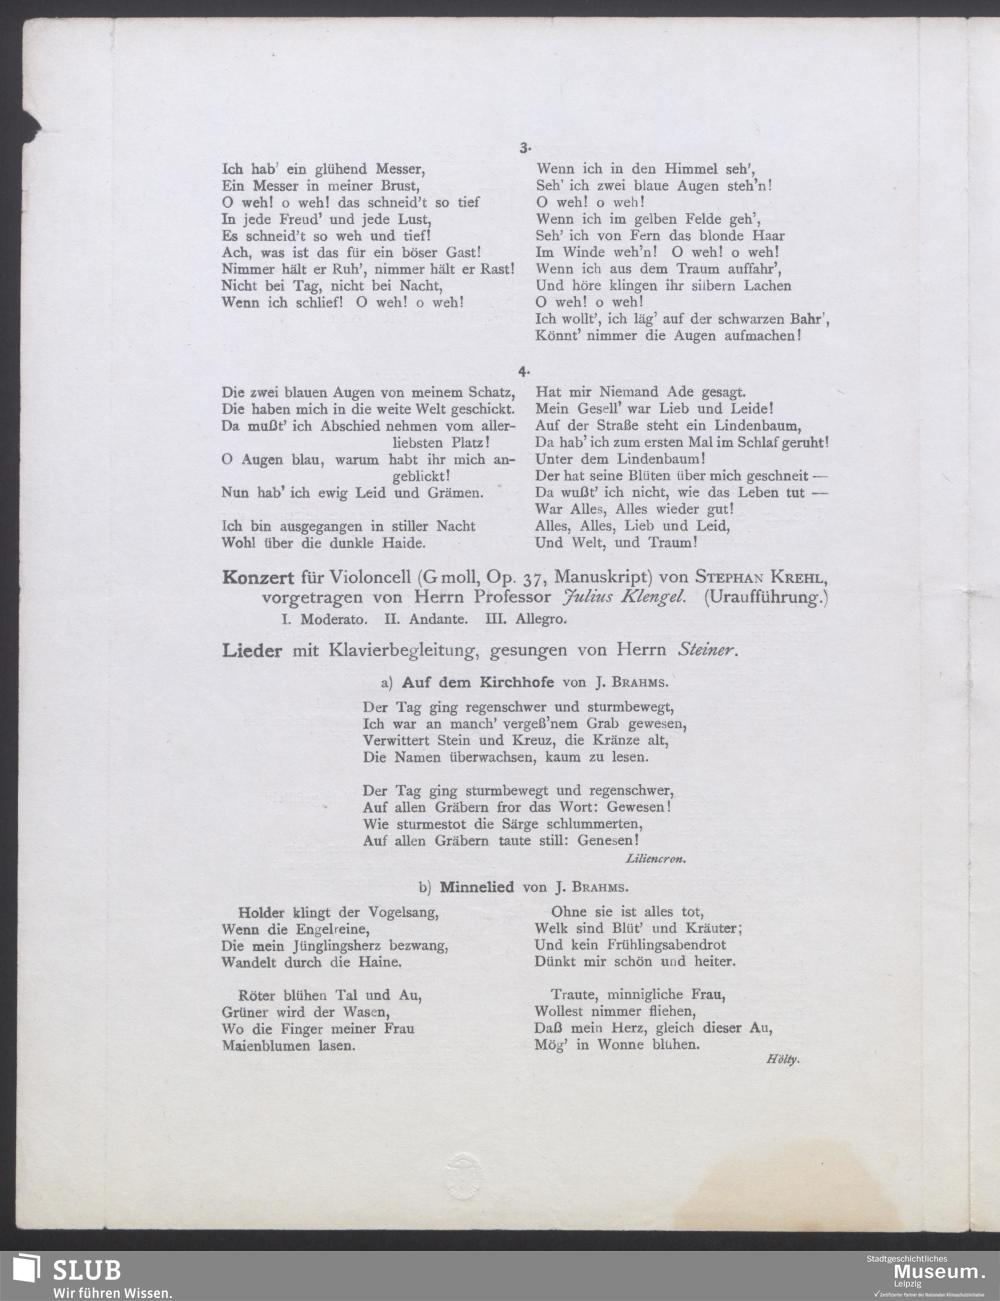 3.
Ich hab' ein glühend Messer,
Ein Messer in meiner Brust,
O weh! o weh! das schneid't so tief
In jede Freud' und jede Lust,
Es schneid't so weh und tief!
Ach, was ist das für ein böser Gast!
Nimmer hält er Ruh', nimmer hält er Rast!
Nicht bei Tag, nicht bei Nacht,
Wenn ich schlief! O weh! o weh!
Wenn ich in den Himmel seh',
Seh' ich zwei blaue Augen steh'n!
O weh! o weh!
Wenn ich im gelben Felde geh',
Seh' ich von Fern das blonde Haar
Im Winde weh'n! O weh! o weh!
Wenn ich aus dem Traum auffahr',
Und höre klingen ihr silbern Lachen
O weh! o weh!
Ich wollt', ich läg' auf der schwarzen Bahr',
Könnt' nimmer die Augen aufmachen!
4.
Die zwei blauen Augen von meinem Schatz,
Die haben mich in die weite Welt geschickt.
Da mußt' ich Abschied nehmen vom aller-
liebsten Platz!
O Augen blau, warum habt ihr mich an-
geblickt!
Nun hab' ich ewig Leid und Grämen.
Ich bin ausgegangen in stiller Nacht
Wohl über die dunkle Haide.
Hat mir Niemand Ade gesagt.
Mein Gesell' war Lieb und Leide!
Auf der Straße steht ein Lindenbaum,
Da hab' ich zum ersten Mal im Schlaf geruht!
Unter dem Lindenbaum!
Der hat seine Blüten über mich geschneit —
Da wußt' ich nicht, wie das Leben tut —
War Alles, Alles wieder gut!
Alles, Alles, Lieb und Leid,
Und Welt, und Traum!
Konzert für Violoncell (G moll, Op. 37, Manuskript) von STEPHAN KREHL,
vorgetragen von Herrn Professor Julius Klengel. (Uraufführung.)
I. Moderato. II. Andante. III. Allegro.
Lieder mit Klavierbegleitung, gesungen von Herrn Steiner.
a) Auf dem Kirchhofe von J. BRAHMS.
Der Tag ging regenschwer und sturmbewegt,
Ich war an manch' vergeß'nem Grab gewesen,
Verwittert Stein und Kreuz, die Kränze alt,
Die Namen überwachsen, kaum zu lesen.
Der Tag ging sturmbewegt und regenschwer,
Auf allen Gräbern fror das Wort: Gewesen!
Wie sturmestot die Särge schlummerten,
Auf allen Gräbern taute still: Genesen!
Liliencron.
b) Minnelied von J. BRAHMS.
Holder klingt der Vogelsang,
Wenn die Engelreine,
Die mein Jünglingsherz bezwang,
Wandelt durch die Haine.
Röter blühen Tal und Au,
Grüner wird der Wasen,
Wo die Finger meiner Frau
Maienblumen lasen.
Ohne sie ist alles tot,
Welk sind Blüt' und Kräuter;
Und kein Frühlingsabendrot
Dünkt mir schön und heiter.
Traute, minnigliche Frau,
Wollest nimmer fliehen,
Daß mein Herz, gleich dieser Au,
Mög' in Wonne blühen.
Hölty.
SLUB
Wir führen Wissen.
Stadtgeschichtliches
Museum.
Leipzig
Zertifizierter Partner der Nationalen Klimaschutzinitiative